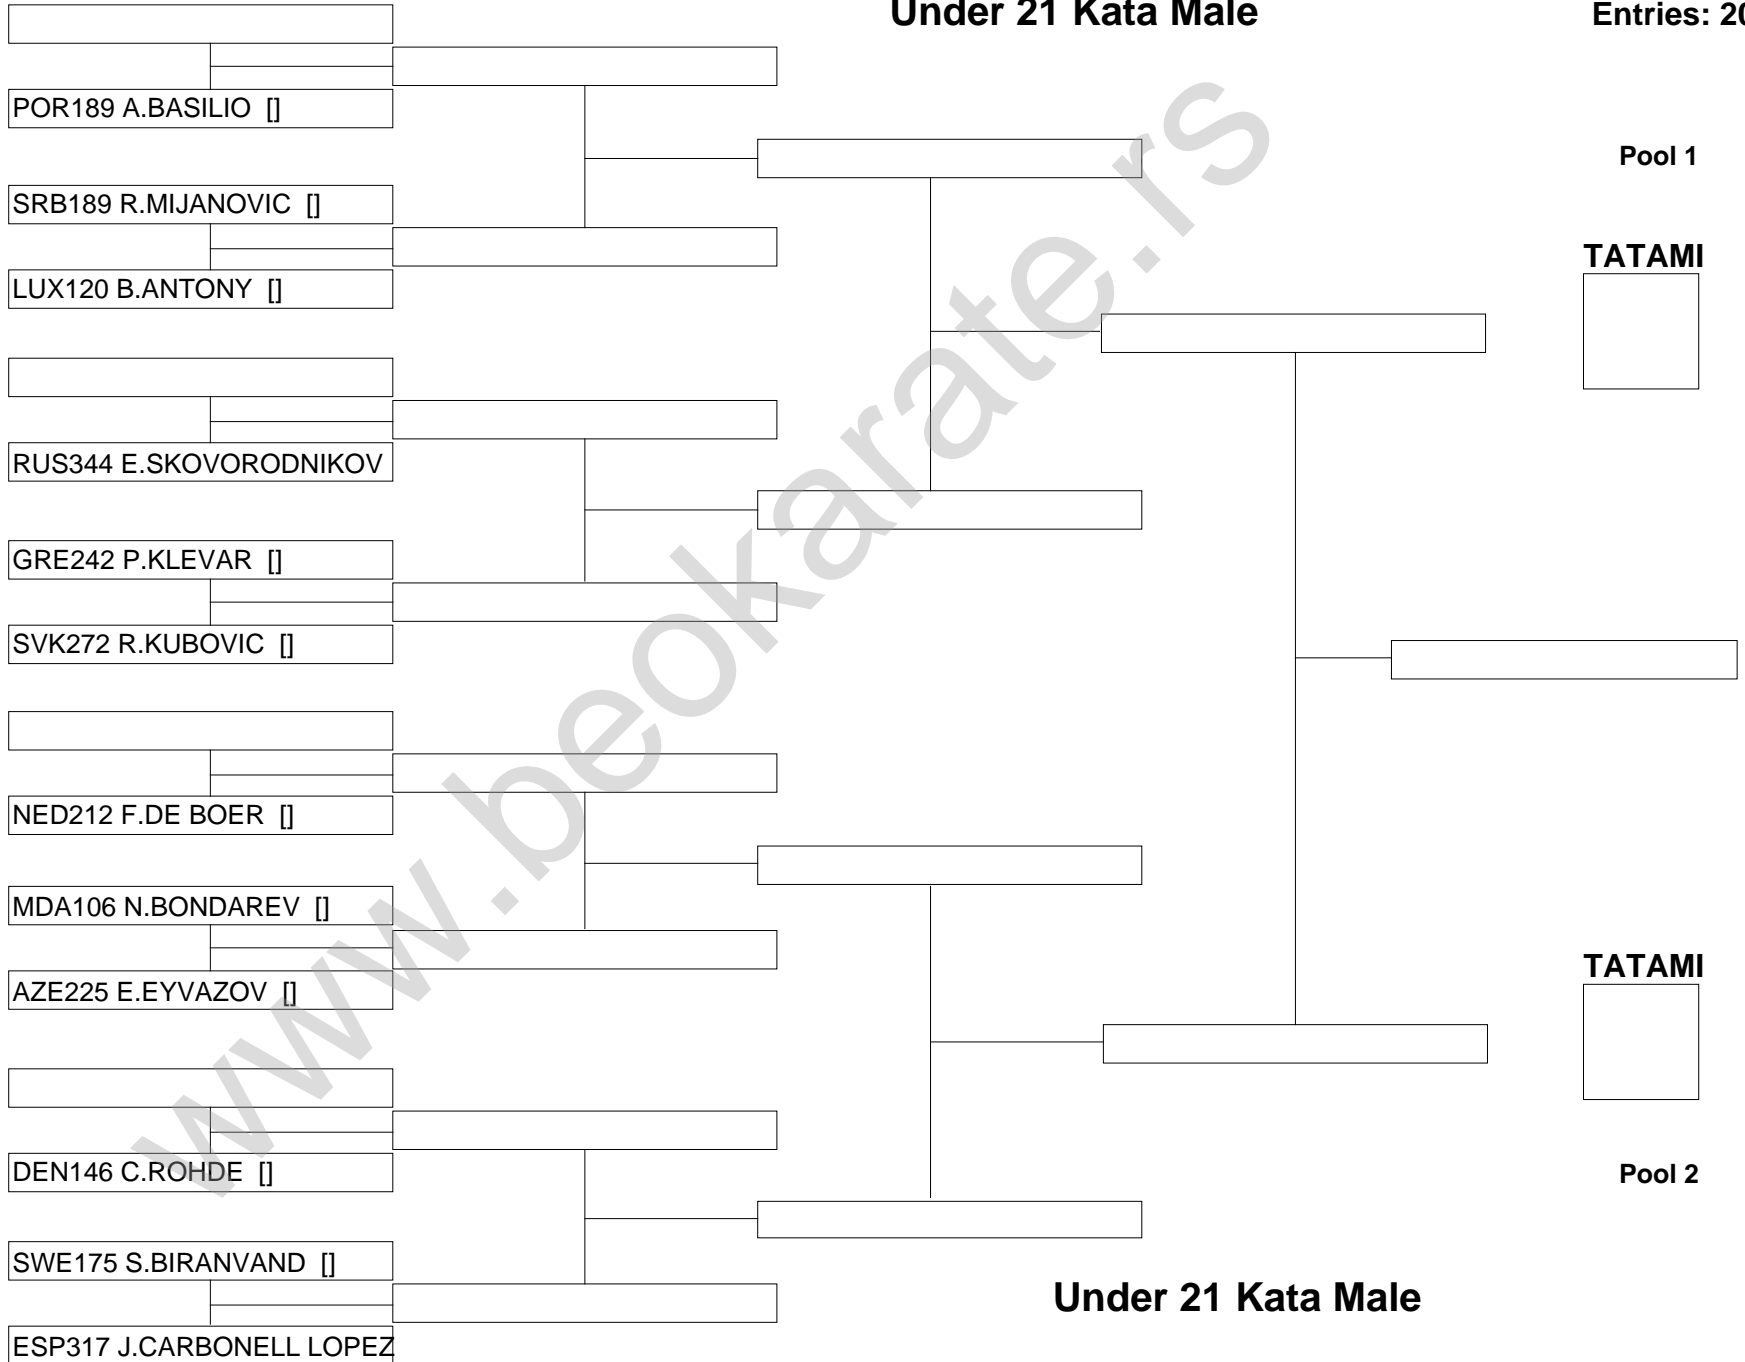 Under 21 Kata Male
Entries: 20
POR189 A.BASILIO []
Pool 1
SRB189 R.MIJANOVIC []
TATAMI
LUX120 B.ANTONY []
RUS344 E.SKOVORODNIKOV
GRE242 P.KLEVAR []
SVK272 R.KUBOVIC []
NED212 F.DE BOER []
MDA106 N.BONDAREV []
TATAMI
AZE225 E.EYVAZOV []
DEN146 C.ROHDE []
Pool 2
SWE175 S.BIRANVAND []
Under 21 Kata Male
ESP317 J.CARBONELL LOPEZ
www.beokarate.rs